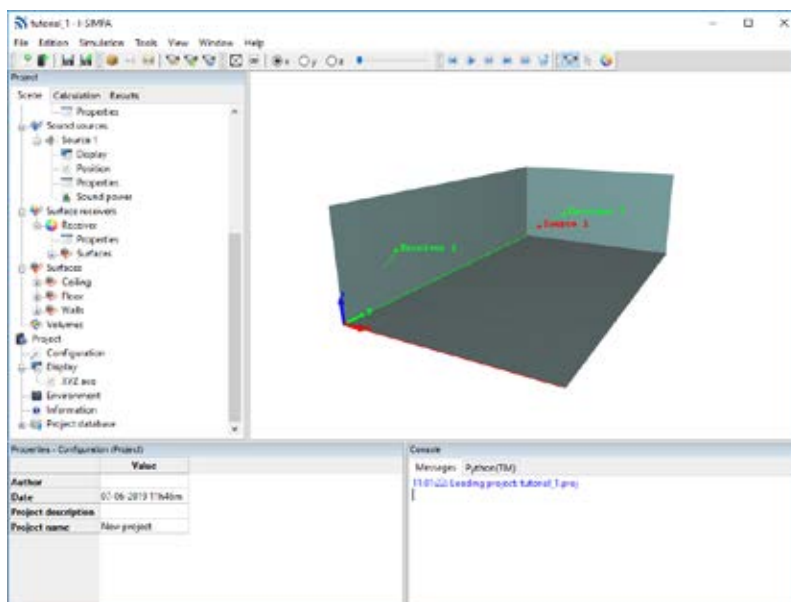 tutorial_1 - I-SIMPA
File Edition Simulation Tools View Window Help
x y z
Project
Scene Calculation Results
Properties
Sound sources
Source 1
Display
Position
Properties
Sound power
Surface receivers
Receiver
Properties
Surfaces
Surfaces
Ceiling
Floor
Walls
Volumes
Project
Configuration
Display
XYZ axis
Environment
Information
Project database
Receiver
Source 1
Receiver
Properties - Configuration (Project)
Value
Author
Date 07-06-2019 11h46m
Project description
Project name New project
Console
Messages Python(TM)
11:01:22: Loading project: tutorial_1.proj